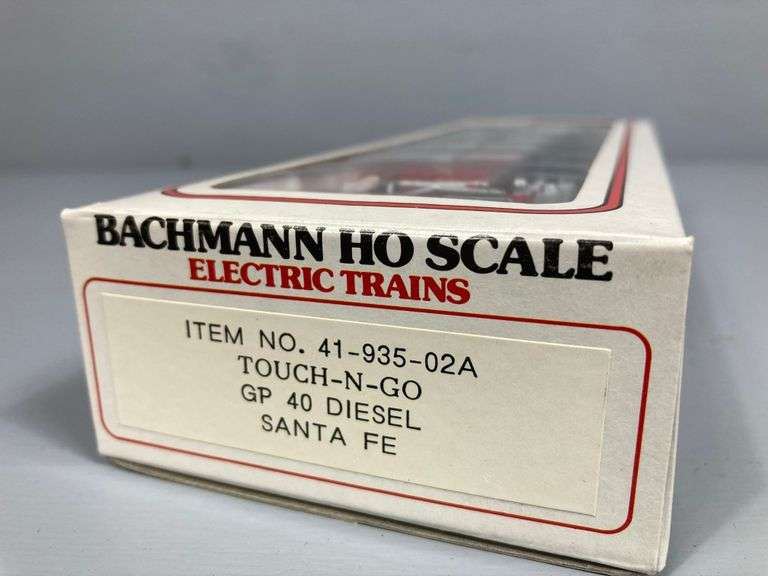 BACHMANN HO SCALE
ELECTRIC TRAINS
ITEM NO. 41-935-02A
TOUCH-N-GO
GP 40 DIESEL
SANTA FE